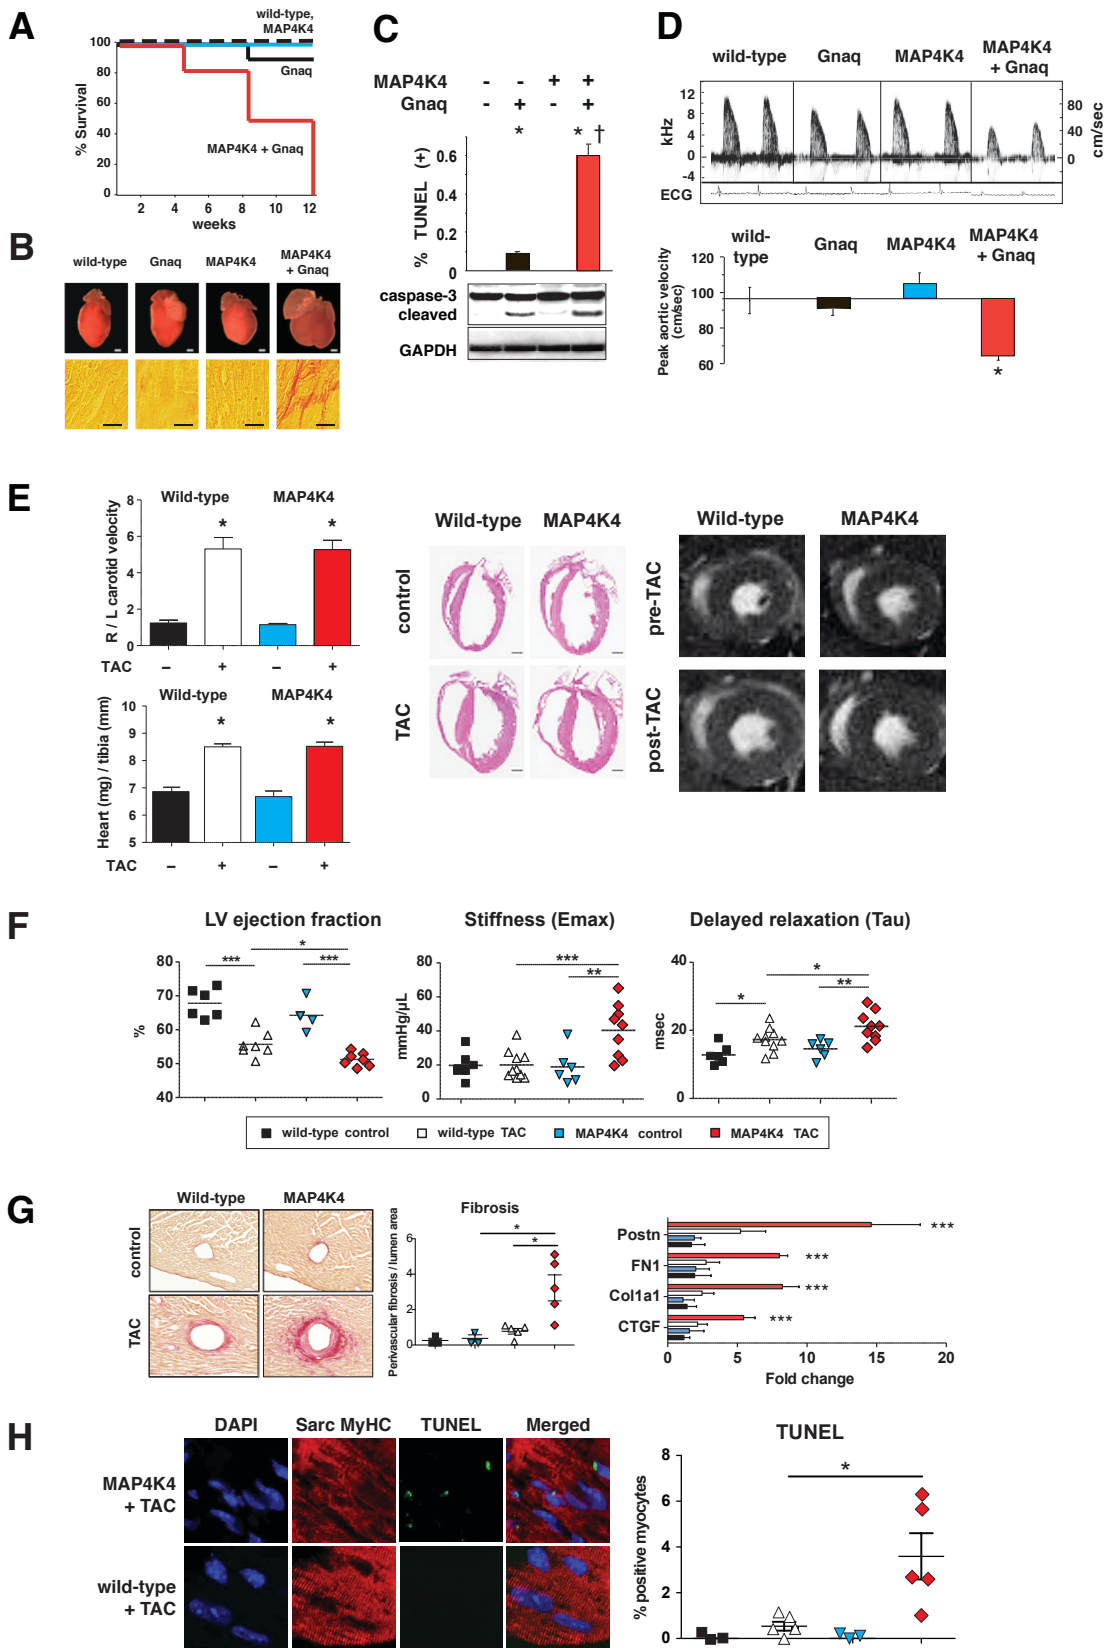 A
wild-type,
MAP4K4
100
80
60
40
20
0
% Survival
Gnaq
MAP4K4 + Gnaq
2 4 6 8 10 12
weeks
B
wild-type Gnaq MAP4K4 MAP4K4
+ Gnaq
C
MAP4K4 - - + +
Gnaq - + - +
* * †
% TUNEL (+)
0.6
0.4
0.2
0
caspase-3
cleaved
GAPDH
D
wild-type Gnaq MAP4K4 MAP4K4
+ Gnaq
kHz
12
8
4
0
-4
80
40
0
cm/sec
ECG
wild-
type
Gnaq MAP4K4 MAP4K4
+ Gnaq
Peak aortic velocity
(cm/sec)
120
100
80
60
*
E
Wild-type MAP4K4
R / L carotid velocity
8
6
4
2
0
* *
TAC – + – +
Wild-type MAP4K4
Heart (mg) / tibia (mm)
10
9
8
7
6
5
* *
TAC – + – +
Wild-type MAP4K4
control
TAC
Wild-type MAP4K4
pre-TAC
post-TAC
F
LV ejection fraction
%
80
70
60
50
40
*
*** ***
Stiffness (Emax)
mmHg/µL
80
60
40
20
0
***
**
Delayed relaxation (Tau)
msec
40
20
0
*
* **
wild-type control wild-type TAC MAP4K4 control MAP4K4 TAC
G
Wild-type MAP4K4
control
TAC
Fibrosis
Perivascular fibrosis / lumen area
6
4
2
0
*
*
Postn ***
FN1 ***
Col1a1 ***
CTGF ***
0 5 10 15 20
Fold change
H
DAPI Sarc MyHC TUNEL Merged
MAP4K4
+ TAC
wild-type
+ TAC
TUNEL
% positive myocytes
8
6
4
2
0
*